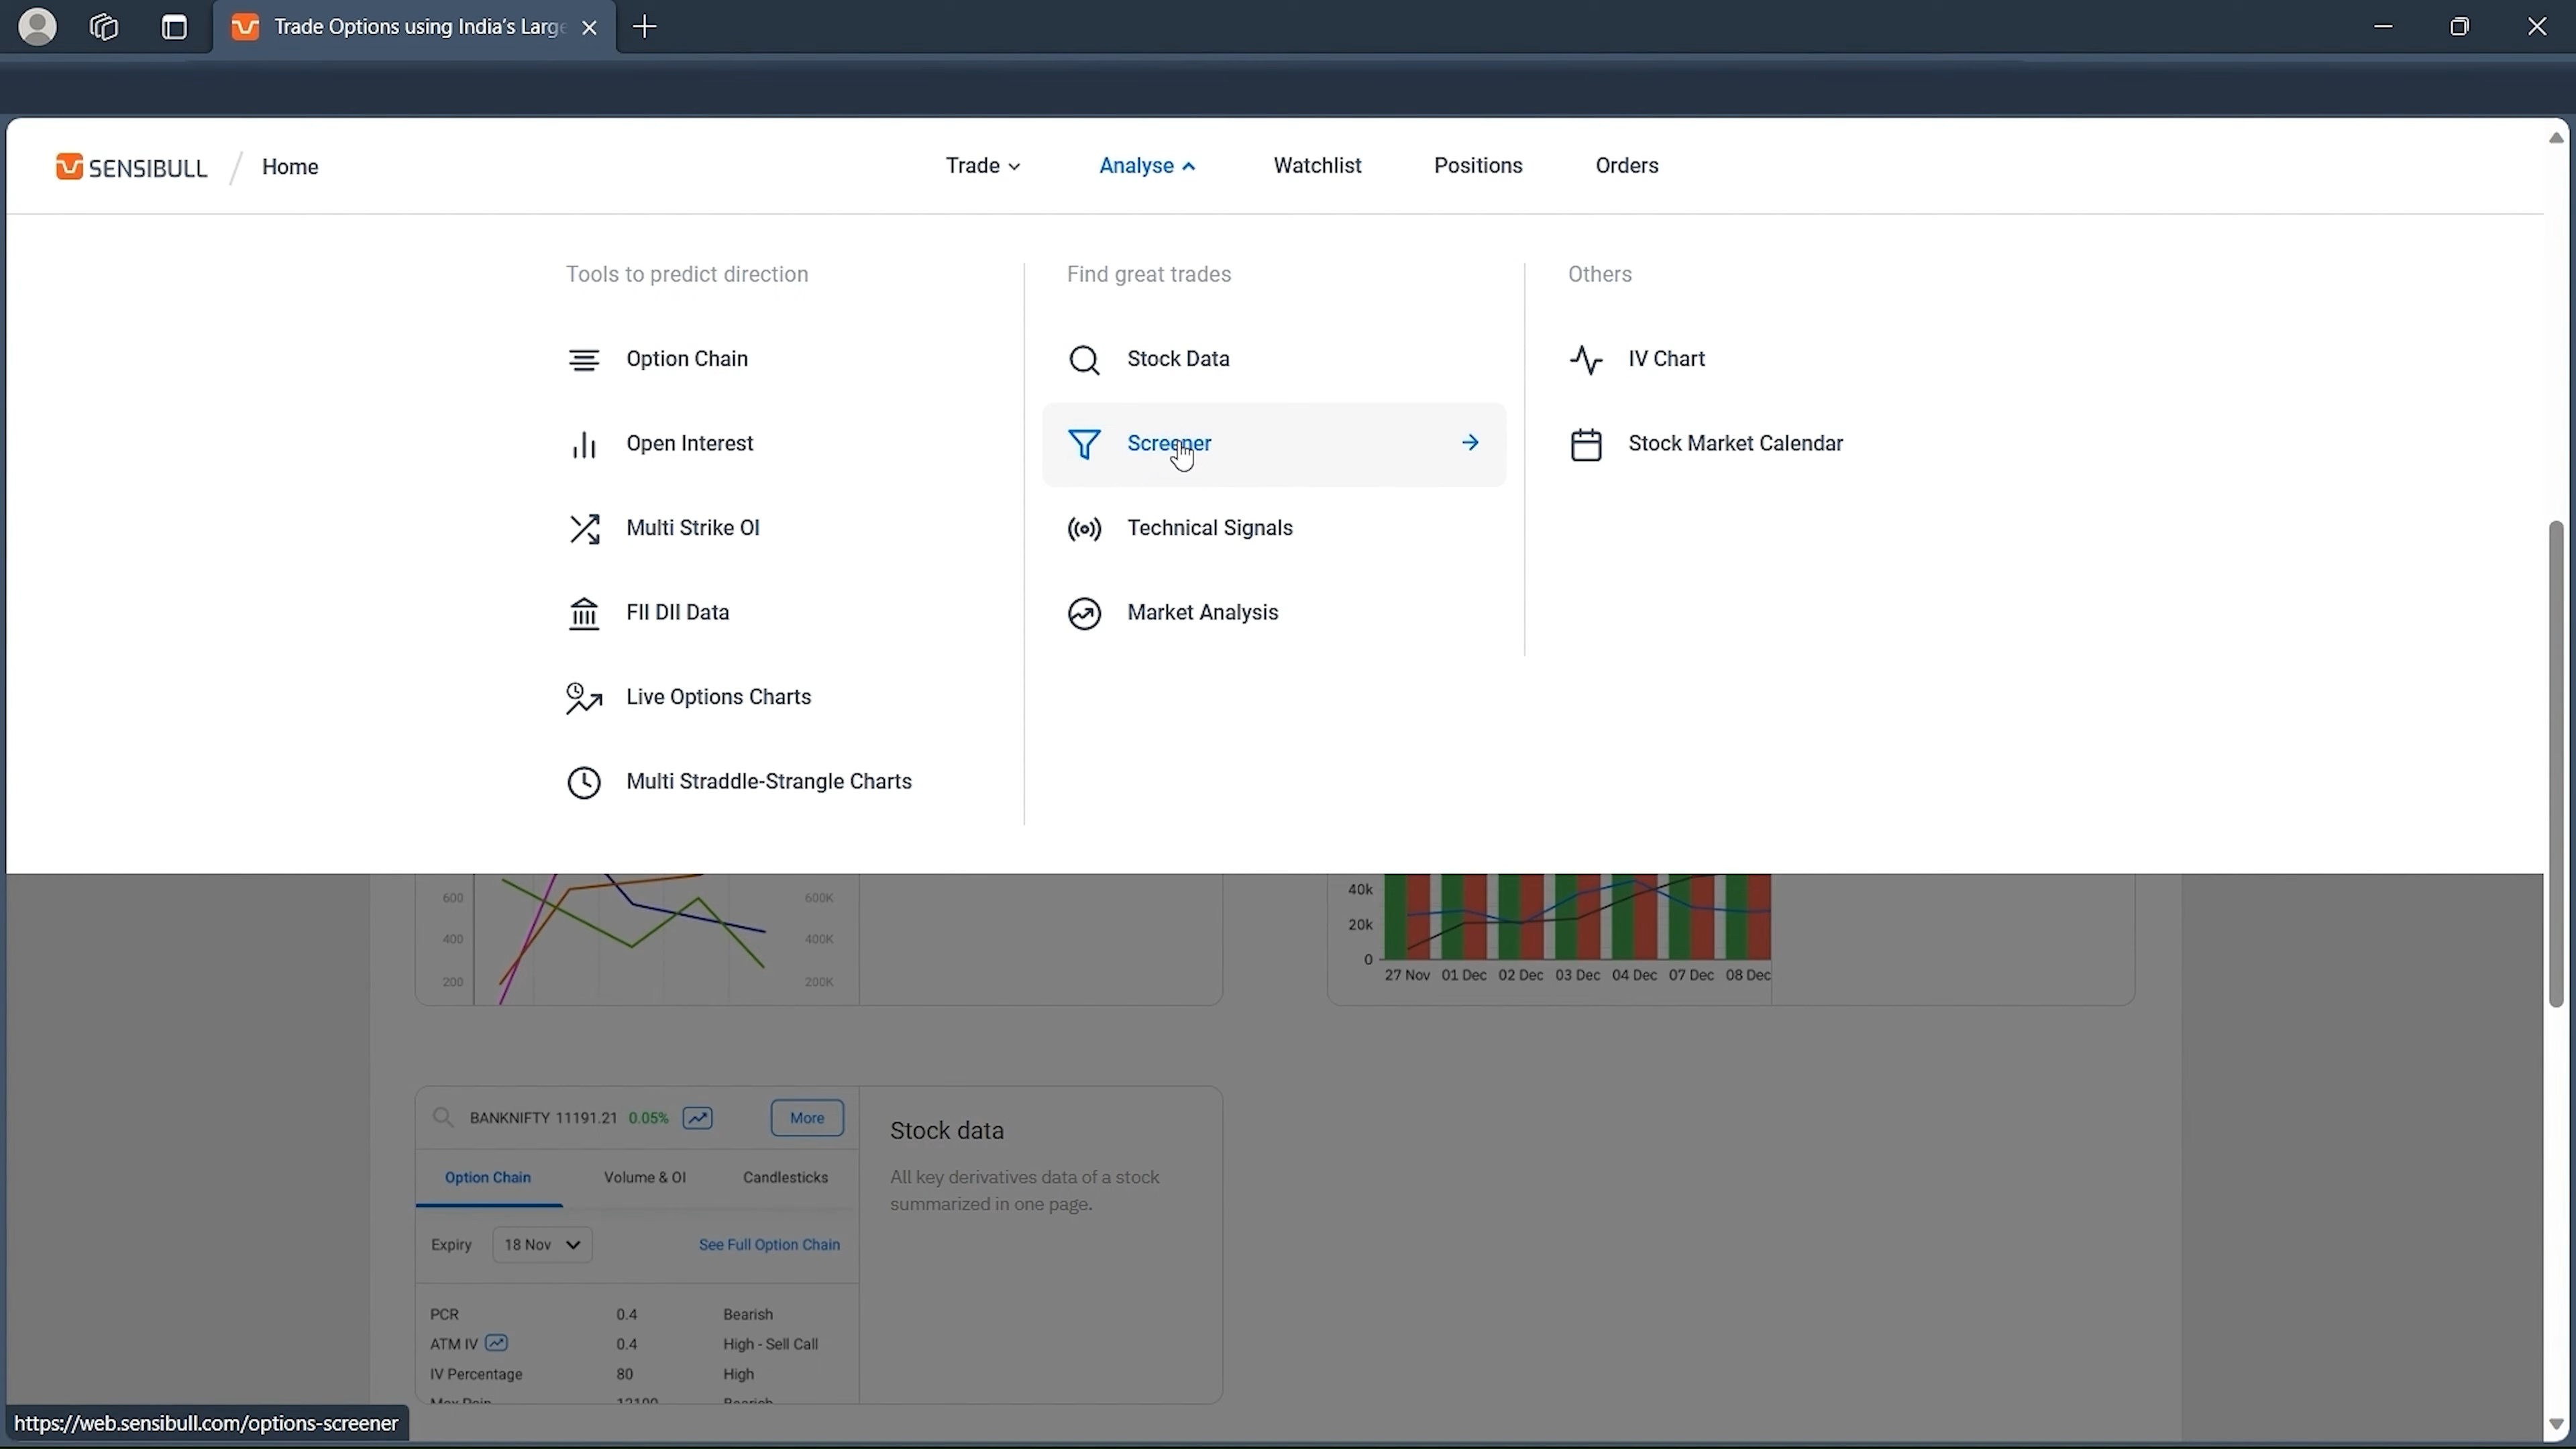 Trade Options using India's Large
SENSIBULL / Home
Trade
Analyse
Watchlist
Positions
Orders
Tools to predict direction
Option Chain
Open Interest
Multi Strike OI
FII DII Data
Live Options Charts
Multi Straddle-Strangle Charts
Find great trades
Stock Data
Screener
Technical Signals
Market Analysis
Others
IV Chart
Stock Market Calendar
600
400
200
600K
400K
200K
40k
20k
0
27 Nov 01 Dec 02 Dec 03 Dec 04 Dec 07 Dec 08 Dec
BANKNIFTY 11191.21 0.05% More
Option Chain Volume & OI Candlesticks
Expiry 18 Nov See Full Option Chain
PCR 0.4 Bearish
ATM IV 0.4 High - Sell Call
IV Percentage 80 High
Max Pain 12100 Bearish
Stock data
All key derivatives data of a stock
summarized in one page.
https://web.sensibull.com/options-screener